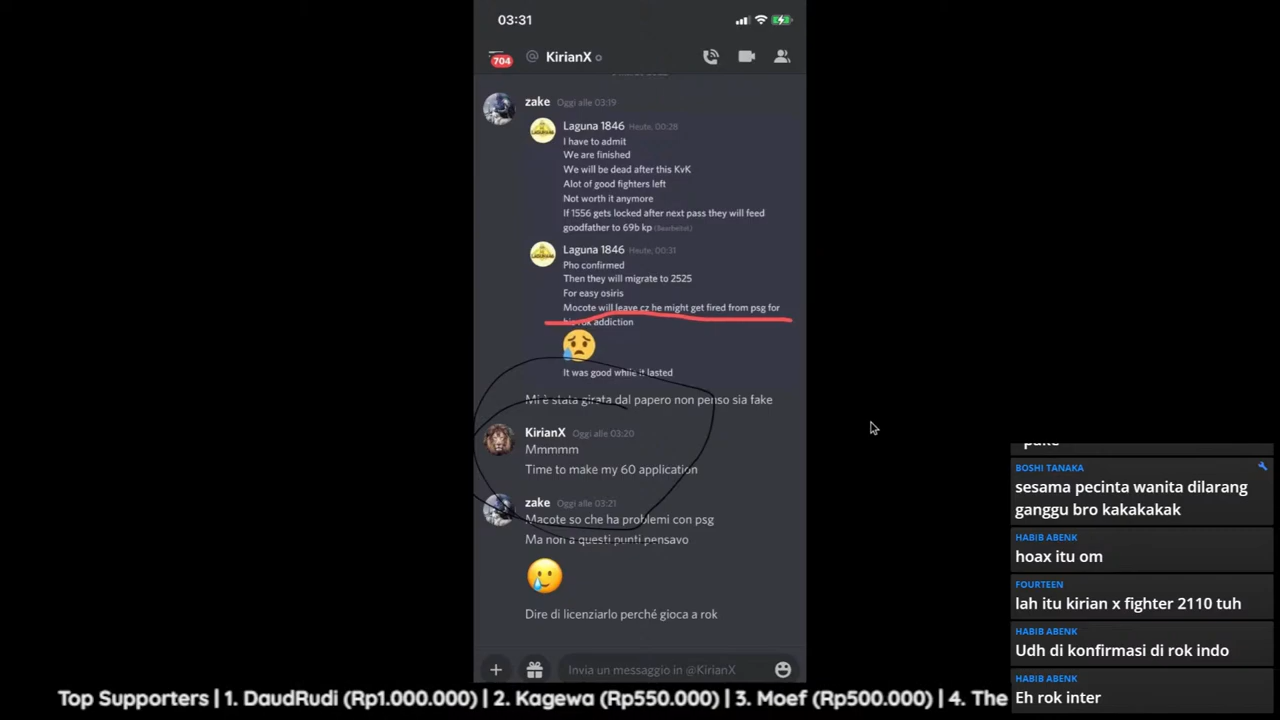 03:31
704
@ KirianX
zake Oggi alle 03:19
Laguna 1846 Heute, 00:28
I have to admit
We are finished
We will be dead after this KvK
Alot of good fighters left
Not worth it anymore
If 1556 gets locked after next pass they will feed
goodfather to 69b kp (Bearbeitet)
Laguna 1846 Heute, 00:31
Pho confirmed
Then they will migrate to 2525
For easy osiris
Mocote will leave cz he might get fired from psg for
his rok addiction
It was good while it lasted
Mi è stata girata dal papero non penso sia fake
KirianX Oggi alle 03:20
Mmmmm
Time to make my 60 application
zake Oggi alle 03:21
Macote so che ha problemi con psg
Ma non a questi punti pensavo
Dire di licenziarlo perché gioca a rok
Invia un messaggio in @KirianX
BOSHI TANAKA
sesama pecinta wanita dilarang
ganggu bro kakakakak
HABIB ABENK
hoax itu om
FOURTEEN
lah itu kirian x fighter 2110 tuh
HABIB ABENK
Udh di konfirmasi di rok indo
HABIB ABENK
Eh rok inter
Top Supporters | 1. DaudRudi (Rp1.000.000) | 2. Kagewa (Rp550.000) | 3. Moef (Rp500.000) | 4. The